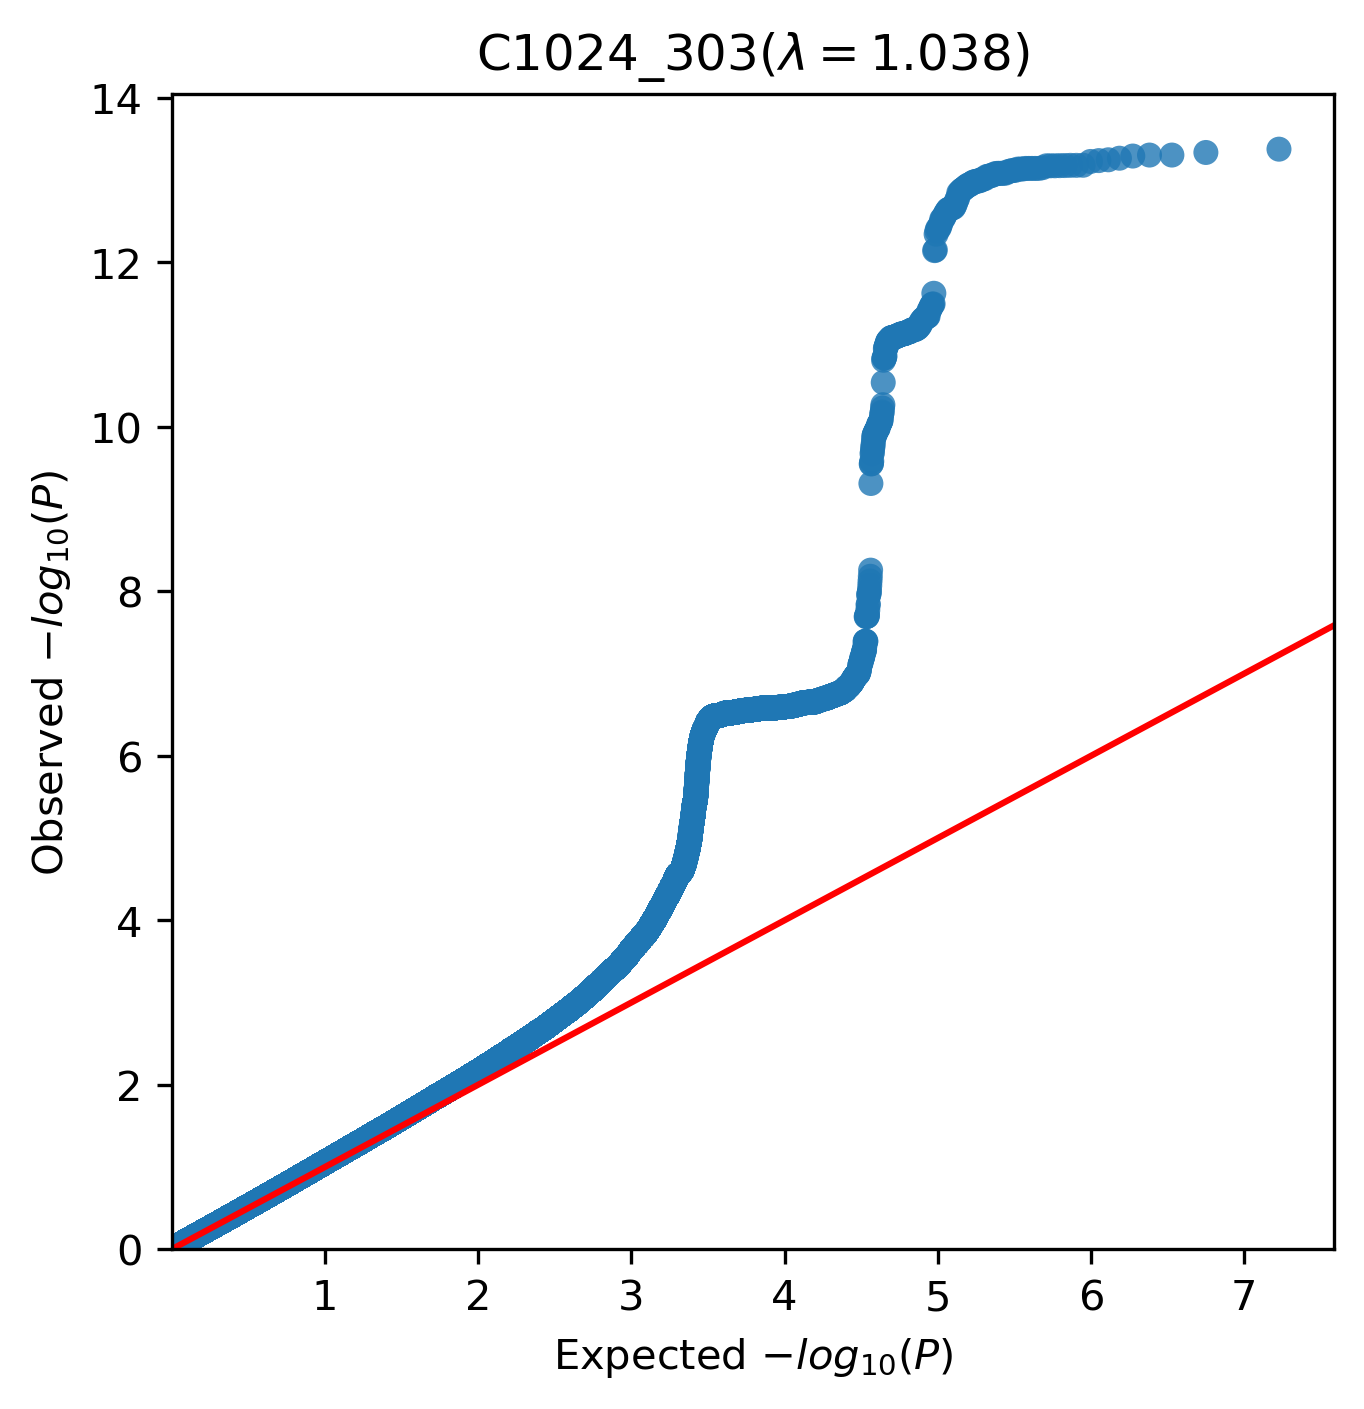 C1024_303(λ = 1.038)
14
12
10
8
6
4
2
0
Observed −log₁₀(P)
1 2 3 4 5 6 7
Expected −log₁₀(P)